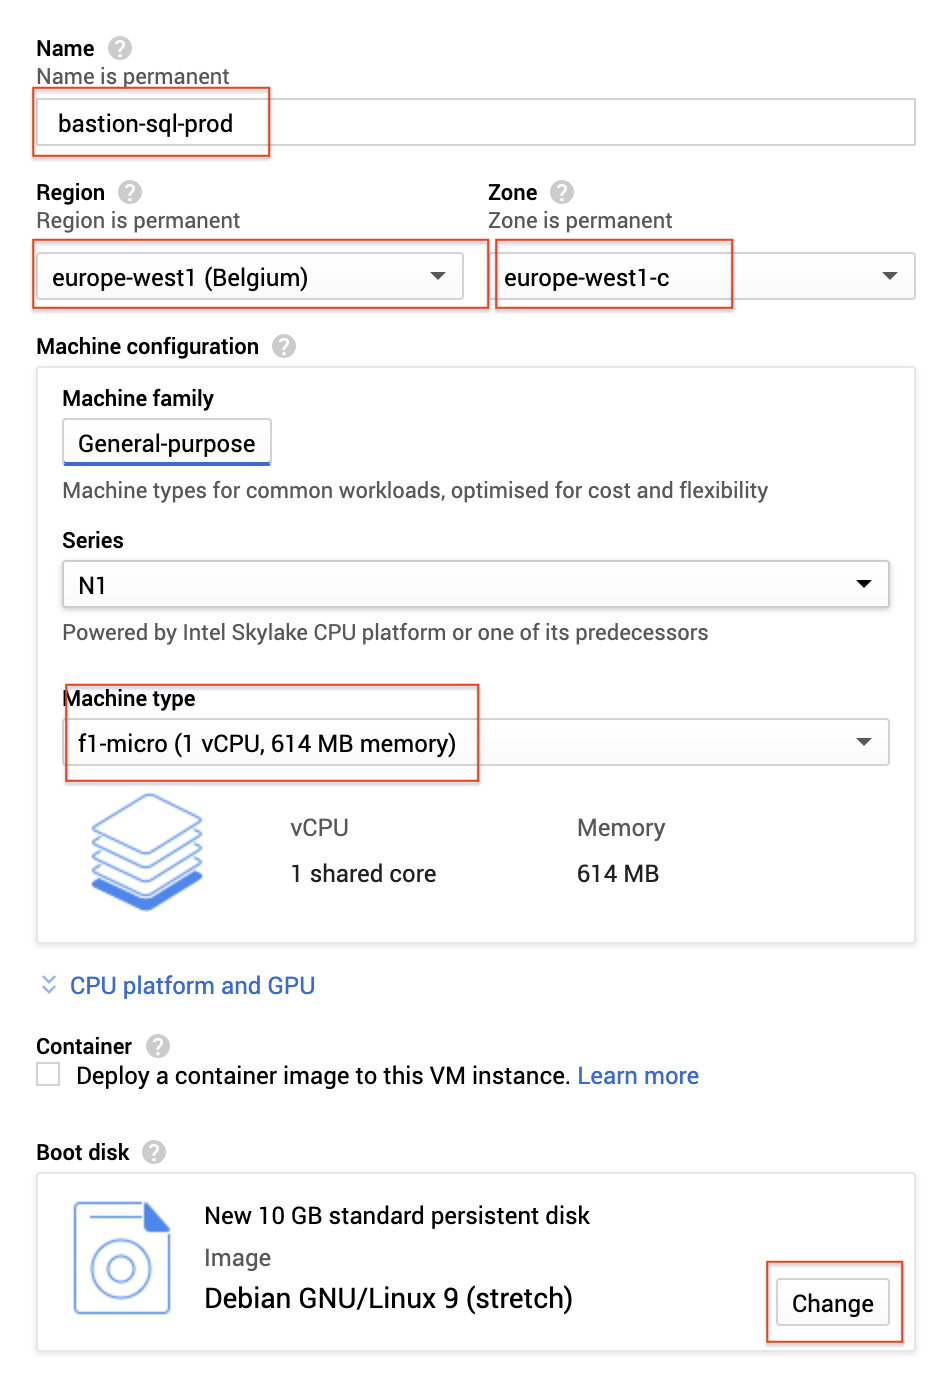 Name ?
Name is permanent
bastion-sql-prod
Region ? Zone ?
Region is permanent Zone is permanent
europe-west1 (Belgium) europe-west1-c
Machine configuration ?
Machine family
General-purpose
Machine types for common workloads, optimised for cost and flexibility
Series
N1
Powered by Intel Skylake CPU platform or one of its predecessors
Machine type
f1-micro (1 vCPU, 614 MB memory)
vCPU Memory
1 shared core 614 MB
CPU platform and GPU
Container ?
Deploy a container image to this VM instance. Learn more
Boot disk ?
New 10 GB standard persistent disk
Image
Debian GNU/Linux 9 (stretch)
Change